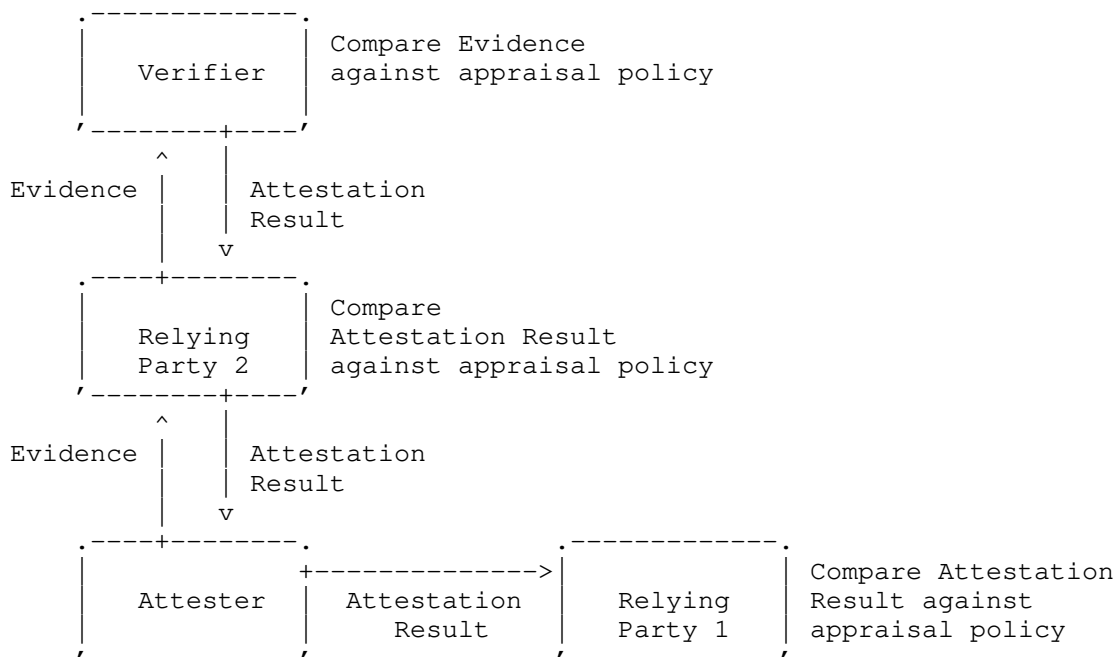 Compare Evidence
Verifier against appraisal policy
Evidence Attestation
Result
Compare
Relying Attestation Result
Party 2 against appraisal policy
Evidence Attestation
Result
Compare Attestation
Attester Attestation Relying Result against
Result Party 1 appraisal policy